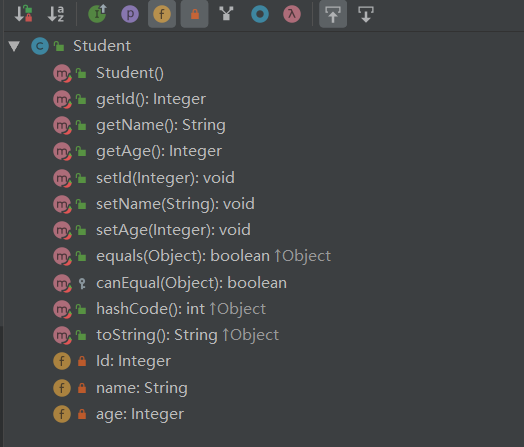 Student
Student()
getId(): Integer
getName(): String
getAge(): Integer
setId(Integer): void
setName(String): void
setAge(Integer): void
equals(Object): boolean ↑Object
canEqual(Object): boolean
hashCode(): int ↑Object
toString(): String ↑Object
Id: Integer
name: String
age: Integer